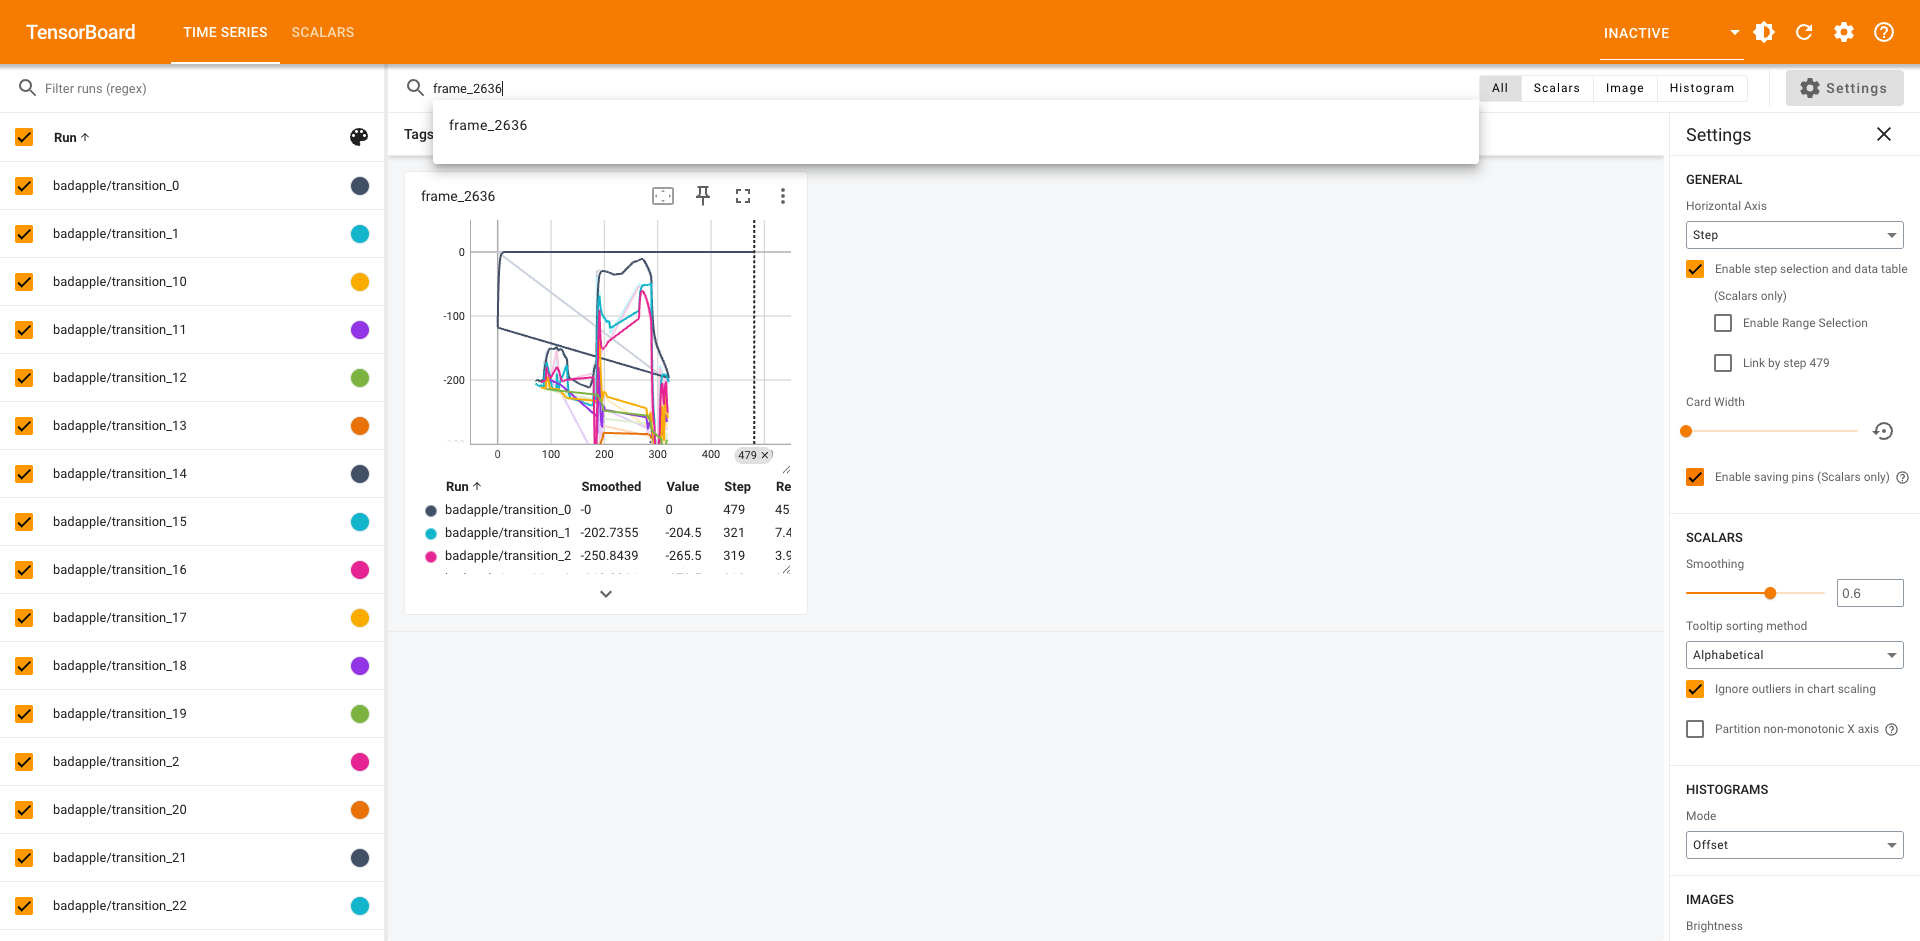 TensorBoard
TIME SERIES
SCALARS
INACTIVE
Filter runs (regex)
frame_2636
All
Scalars
Image
Histogram
Settings
frame_2636
Run
Tags
Settings
badapple/transition_0
badapple/transition_1
badapple/transition_10
badapple/transition_11
badapple/transition_12
badapple/transition_13
badapple/transition_14
badapple/transition_15
badapple/transition_16
badapple/transition_17
badapple/transition_18
badapple/transition_19
badapple/transition_2
badapple/transition_20
badapple/transition_21
badapple/transition_22
frame_2636
0
-100
-200
0 100 200 300 400 479
Run Smoothed Value Step Re
badapple/transition_0 -0 0 479 45.
badapple/transition_1 -202.7355 -204.5 321 7.4
badapple/transition_2 -250.8439 -265.5 319 3.9
GENERAL
Horizontal Axis
Step
Enable step selection and data table
(Scalars only)
Enable Range Selection
Link by step 479
Card Width
Enable saving pins (Scalars only)
SCALARS
Smoothing
0.6
Tooltip sorting method
Alphabetical
Ignore outliers in chart scaling
Partition non-monotonic X axis
HISTOGRAMS
Mode
Offset
IMAGES
Brightness